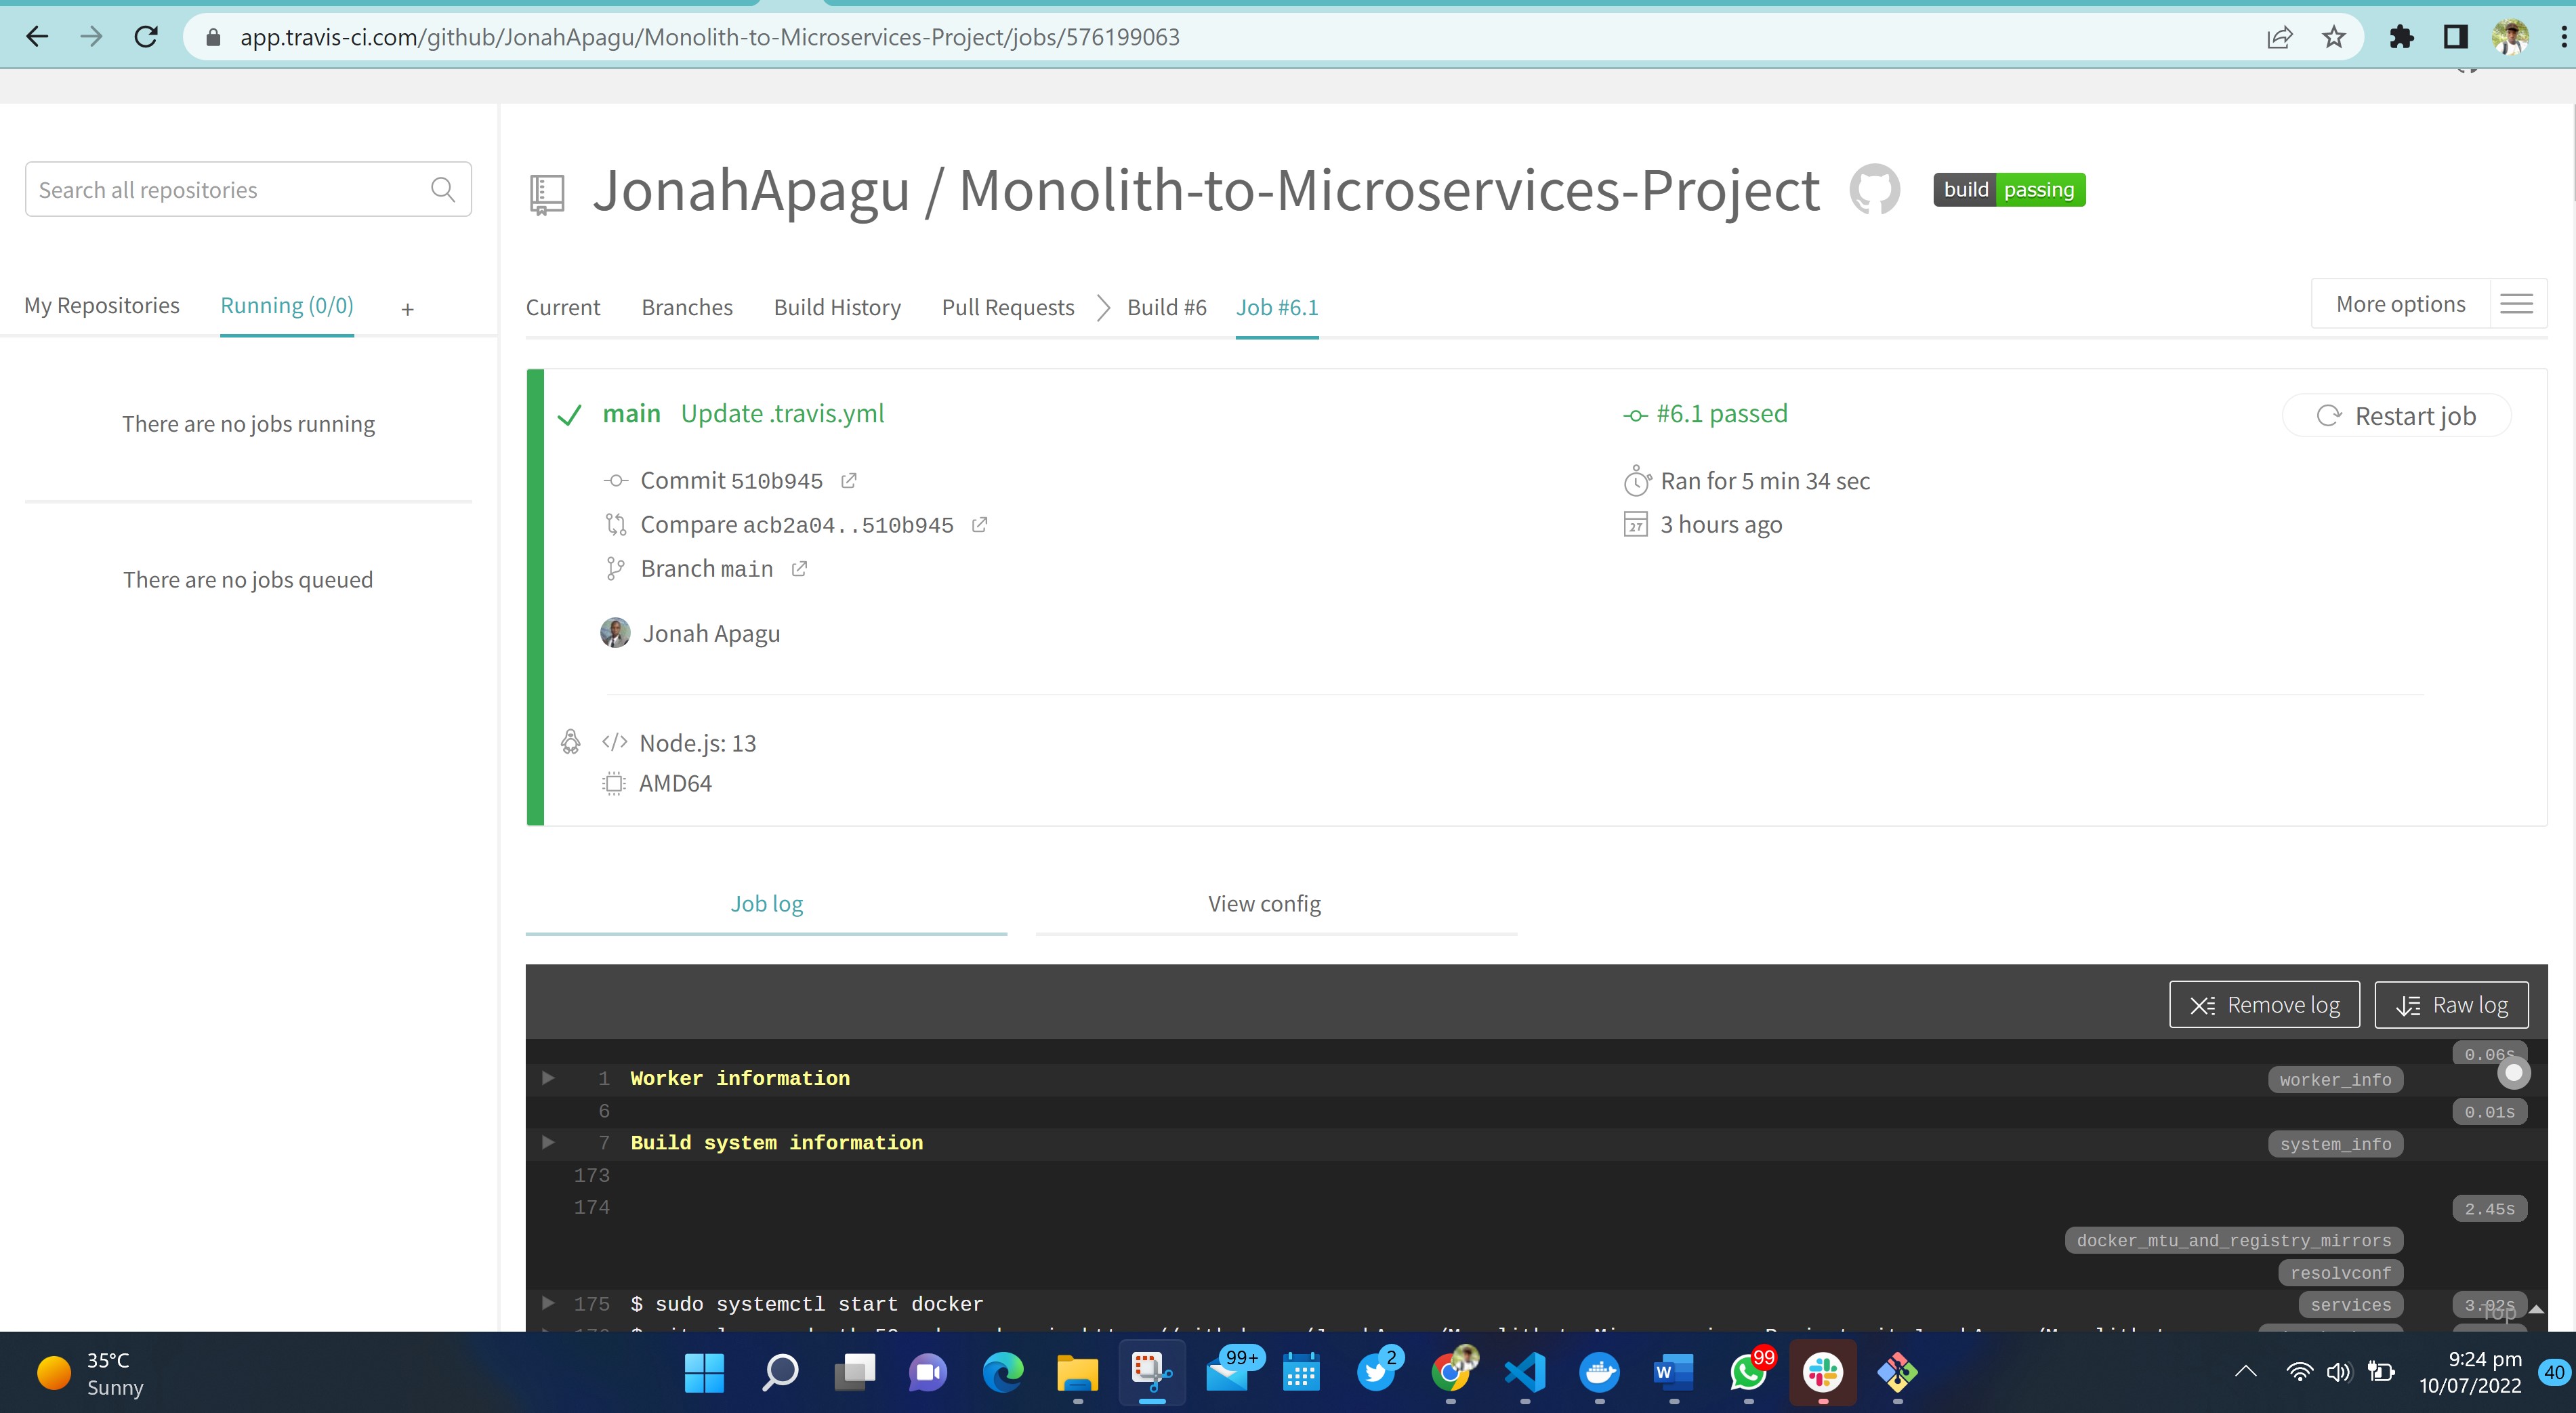 app.travis-ci.com/github/JonahApagu/Monolith-to-Microservices-Project/jobs/576199063
Search all repositories
JonahApagu / Monolith-to-Microservices-Project
build passing
My Repositories
Running (0/0)
+
Current
Branches
Build History
Pull Requests
Build #6
Job #6.1
More options
There are no jobs running
There are no jobs queued
main Update .travis.yml
#6.1 passed
Restart job
Commit 510b945
Ran for 5 min 34 sec
Compare acb2a04..510b945
27
3 hours ago
Branch main
Jonah Apagu
</> Node.js: 13
AMD64
Job log
View config
Remove log
Raw log
0.06s
1 Worker information
worker_info
6
0.01s
7 Build system information
system_info
173
174
2.45s
docker_mtu_and_registry_mirrors
resolvconf
175 $ sudo systemctl start docker
services
3.02s
Top
35°C
Sunny
99+
2
W
99
9:24 pm
10/07/2022
40